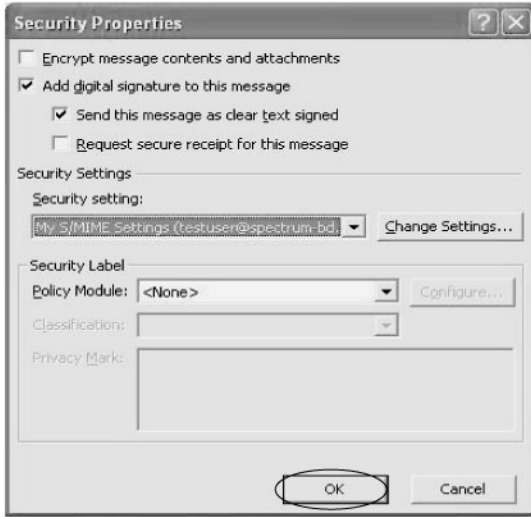 Security Properties
Encrypt message contents and attachments
Add digital signature to this message
Send this message as clear text signed
Request secure receipt for this message
Security Settings
Security setting:
My S/MIME Settings (testuser@spectrum-bd. Change Settings...
Security Label
Policy Module: <None> Configure...
Classification:
Privacy Mark:
OK Cancel